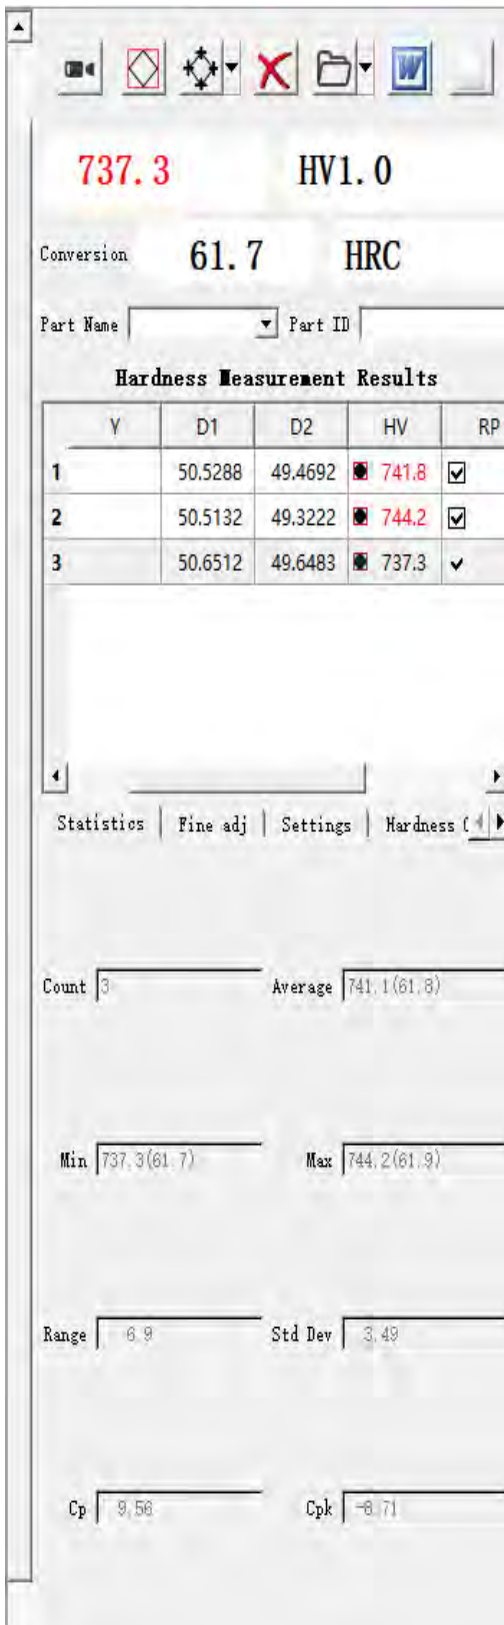 W
737.3 HV1.0
Conversion 61.7 HRC
Part Name Part ID
Hardness Measurement Results
Y D1 D2 HV RP
1 50.5288 49.4692 741.8
2 50.5132 49.3222 744.2
3 50.6512 49.6483 737.3
Statistics Fine adj Settings Hardness C
Count 3 Average 741.1(61.8)
Min 737.3(61.7) Max 744.2(61.9)
Range 6.9 Std Dev 3.49
Cp 9.56 Cpk